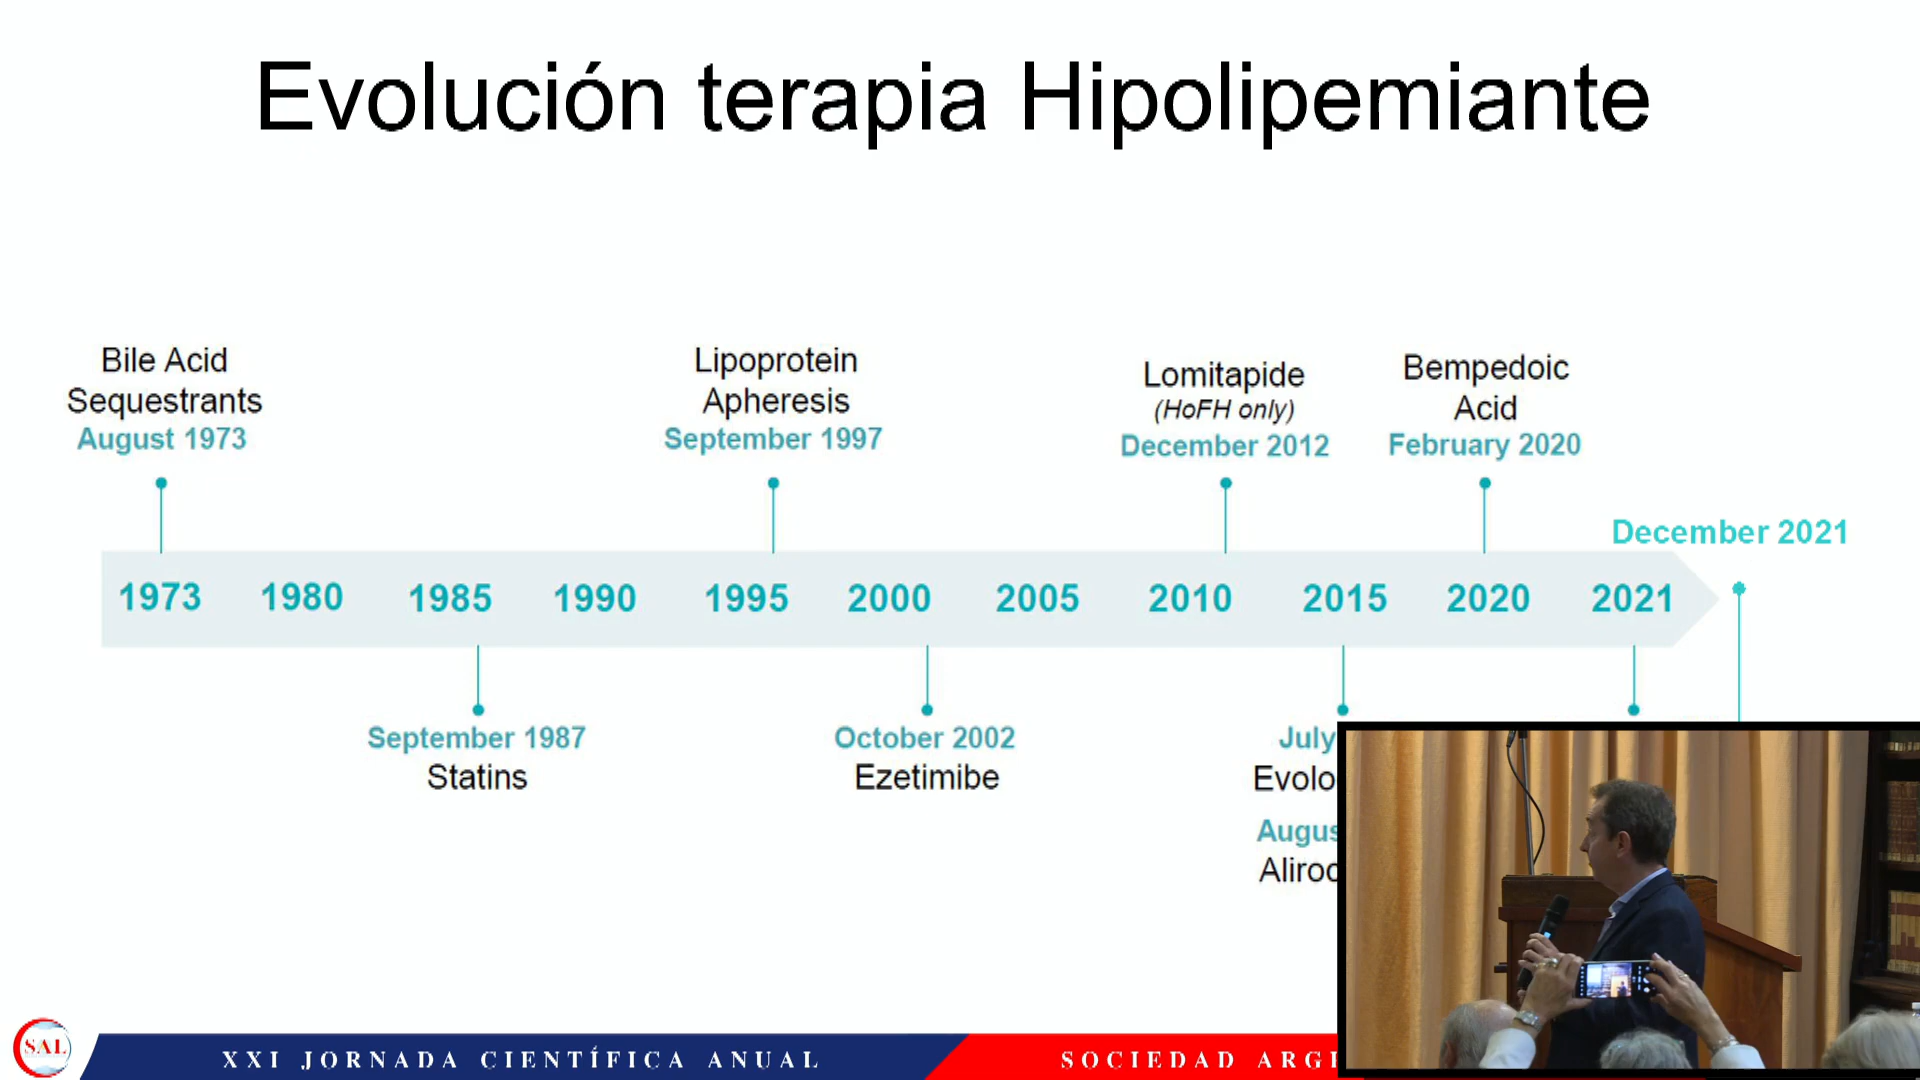 Evolución terapia Hipolipemiante
Bile Acid
Sequestrants
August 1973
Lipoprotein
Apheresis
September 1997
Lomitapide
(HoFH only)
December 2012
Bempedoic
Acid
February 2020
December 2021
1973 1980 1985 1990 1995 2000 2005 2010 2015 2020 2021
September 1987
Statins
October 2002
Ezetimibe
July
Evolo
Augus
Aliroc
SAL
XXI JORNADA CIENTÍFICA ANUAL
SOCIEDAD ARG